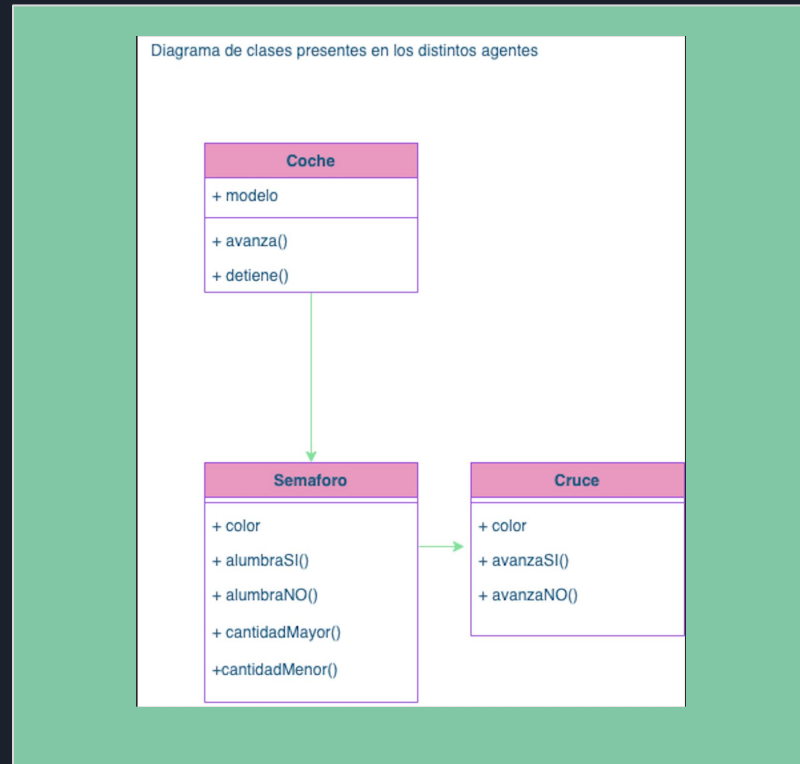 Diagrama de clases presentes en los distintos agentes
Coche
+ modelo
+ avanza()
+ detiene()
Semaforo
+ color
+ alumbraSI()
+ alumbraNO()
+ cantidadMayor()
+cantidadMenor()
Cruce
+ color
+ avanzaSI()
+ avanzaNO()